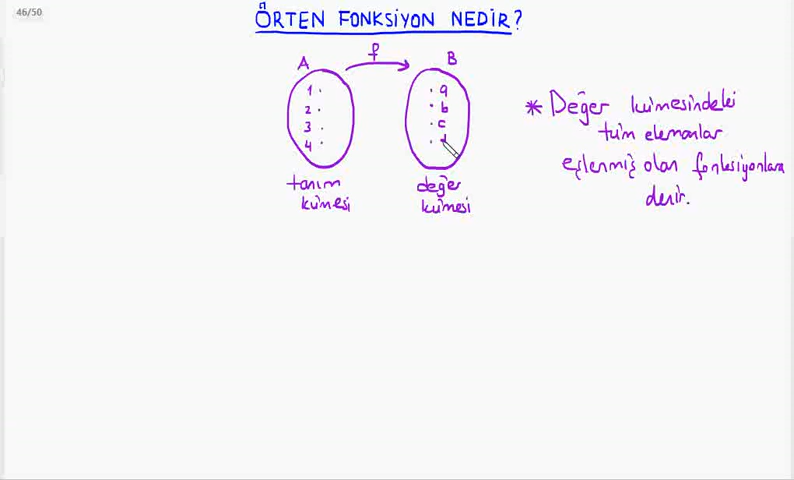 46/50
ÖRTEN FONKSİYON NEDİR?
A f B
1 . . a
2 . . b
3 . . c
4 . . d
tanım
kümesi
değer
kümesi
* Değer kümesindeki
tüm elemanlar
eşlenmiş olan fonksiyonlara
denir.